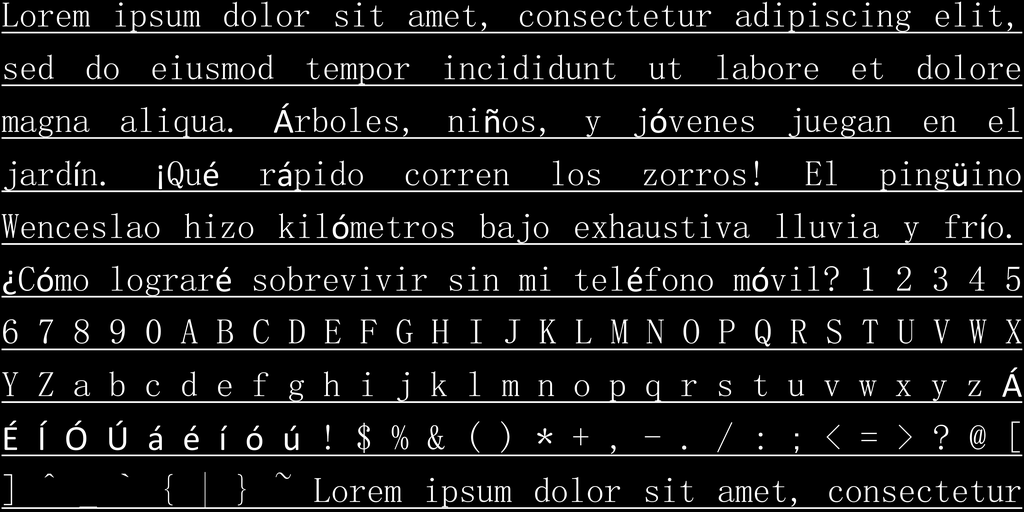 Lorem ipsum dolor sit amet, consectetur adipiscing elit,
sed do eiusmod tempor incididunt ut labore et dolore
magna aliqua. Árboles, niños, y jóvenes juegan en el
jardín. ¡Qué rápido corren los zorros! El pingüino
Wenceslao hizo kilómetros bajo exhaustiva lluvia y frío.
¿Cómo lograré sobrevivir sin mi teléfono móvil? 1 2 3 4 5
6 7 8 9 0 A B C D E F G H I J K L M N O P Q R S T U V W X
Y Z a b c d e f g h i j k l m n o p q r s t u v w x y z Á
É Í Ó Ú á é í ó ú ! $ % & ( ) * + , - . / : ; < = > ? @ [
] ^ _ ` { | } ~ Lorem ipsum dolor sit amet, consectetur